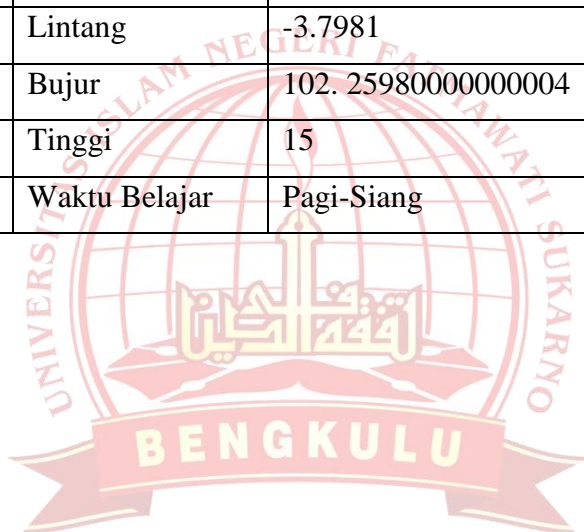 Lintang -3.7981
Bujur 102. 25980000000004
Tinggi 15
Waktu Belajar Pagi-Siang
UNIVERSITAS ISLAM NEGERI FATMAWATI SUKARNO
BENGKULU